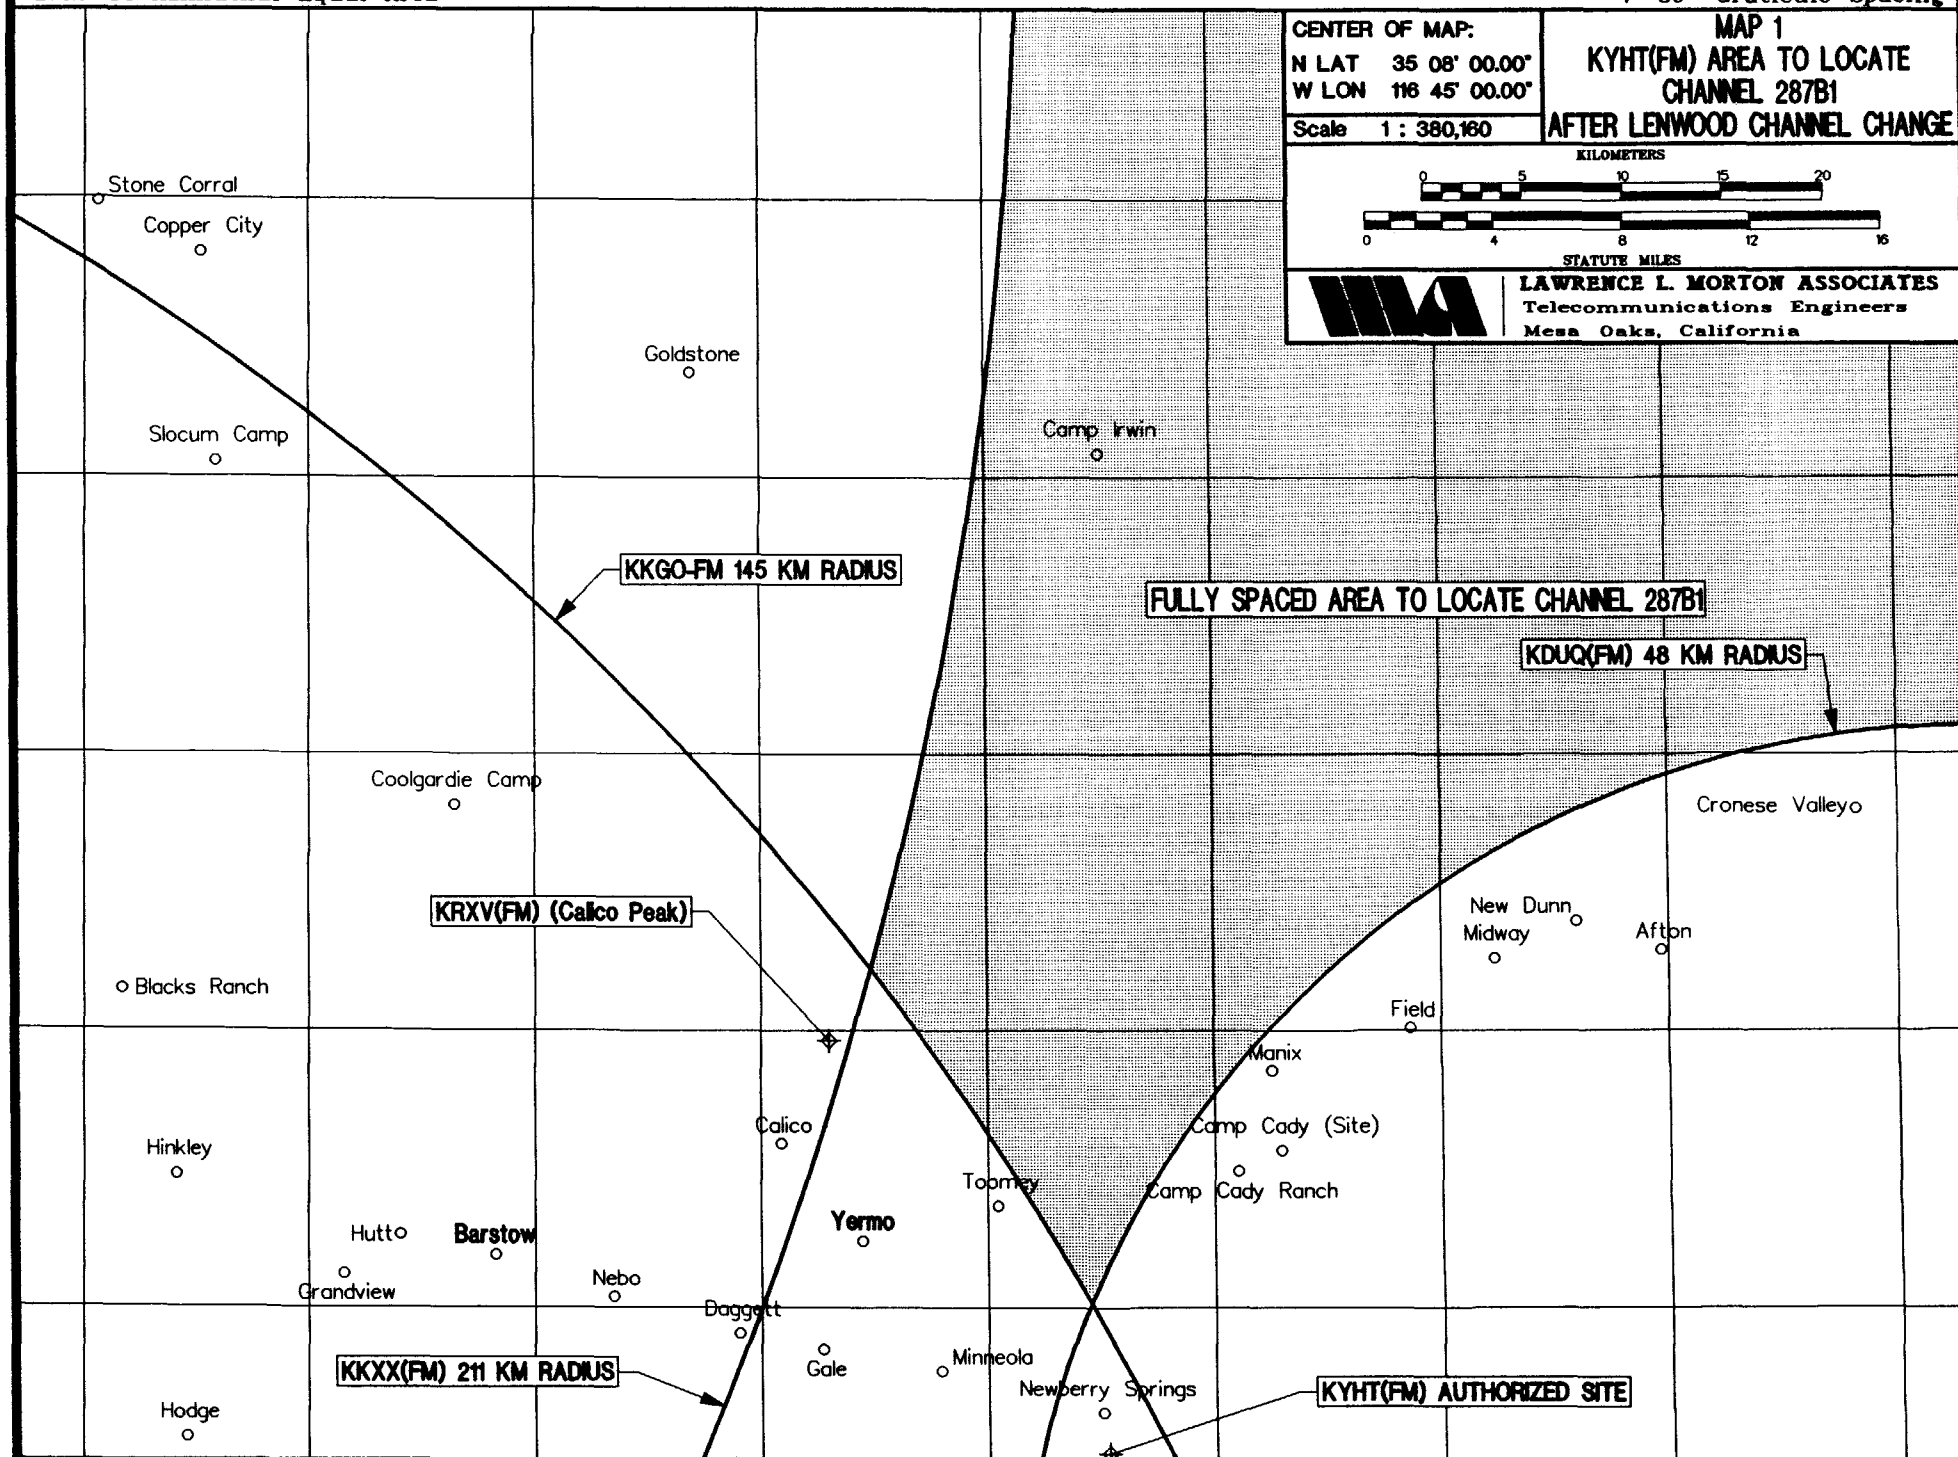 CENTER OF MAP:
N LAT 35 08' 00.00"
W LON 116 45' 00.00"
Scale 1 : 380,160
MAP 1
KYHT(FM) AREA TO LOCATE
CHANNEL 287B1
AFTER LENWOOD CHANNEL CHANGE
KILOMETERS
0 5 10 15 20
0 4 8 12 16
STATUTE MILES
LAWRENCE L. MORTON ASSOCIATES
Telecommunications Engineers
Mesa Oaks, California
Stone Corral
Copper City
Goldstone
Slocum Camp
Camp Irwin
KKGO-FM 145 KM RADIUS
FULLY SPACED AREA TO LOCATE CHANNEL 287B1
KDUQ(FM) 48 KM RADIUS
Coolgardie Camp
Cronese Valley
KRXV(FM) (Calico Peak)
New Dunn
Midway
Afton
Blacks Ranch
Field
Manix
Calico
Camp Cady (Site)
Hinkley
Toomey
Camp Cady Ranch
Yermo
Hutt
Barstow
Nebo
Grandview
Daggett
Gale
Minneola
KKXX(FM) 211 KM RADIUS
Newberry Springs
KYHT(FM) AUTHORIZED SITE
Hodge